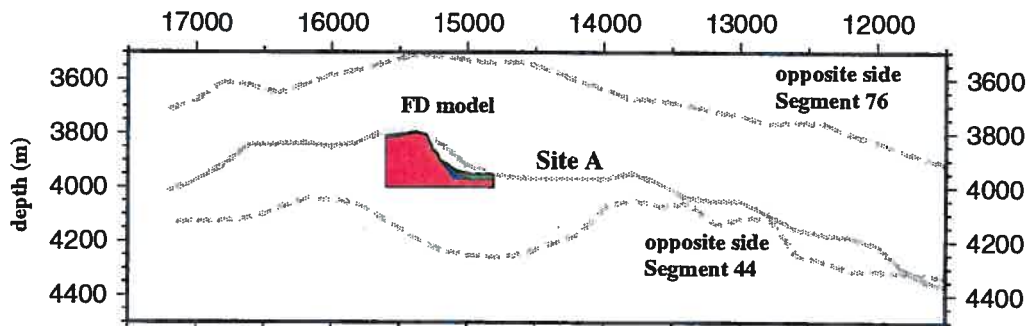 17000 16000 15000 14000 13000 12000
3600 3600
opposite side
Segment 76
FD model
3800 3800
Site A
depth (m)
4000 4000
4200 4200
opposite side
Segment 44
4400 4400